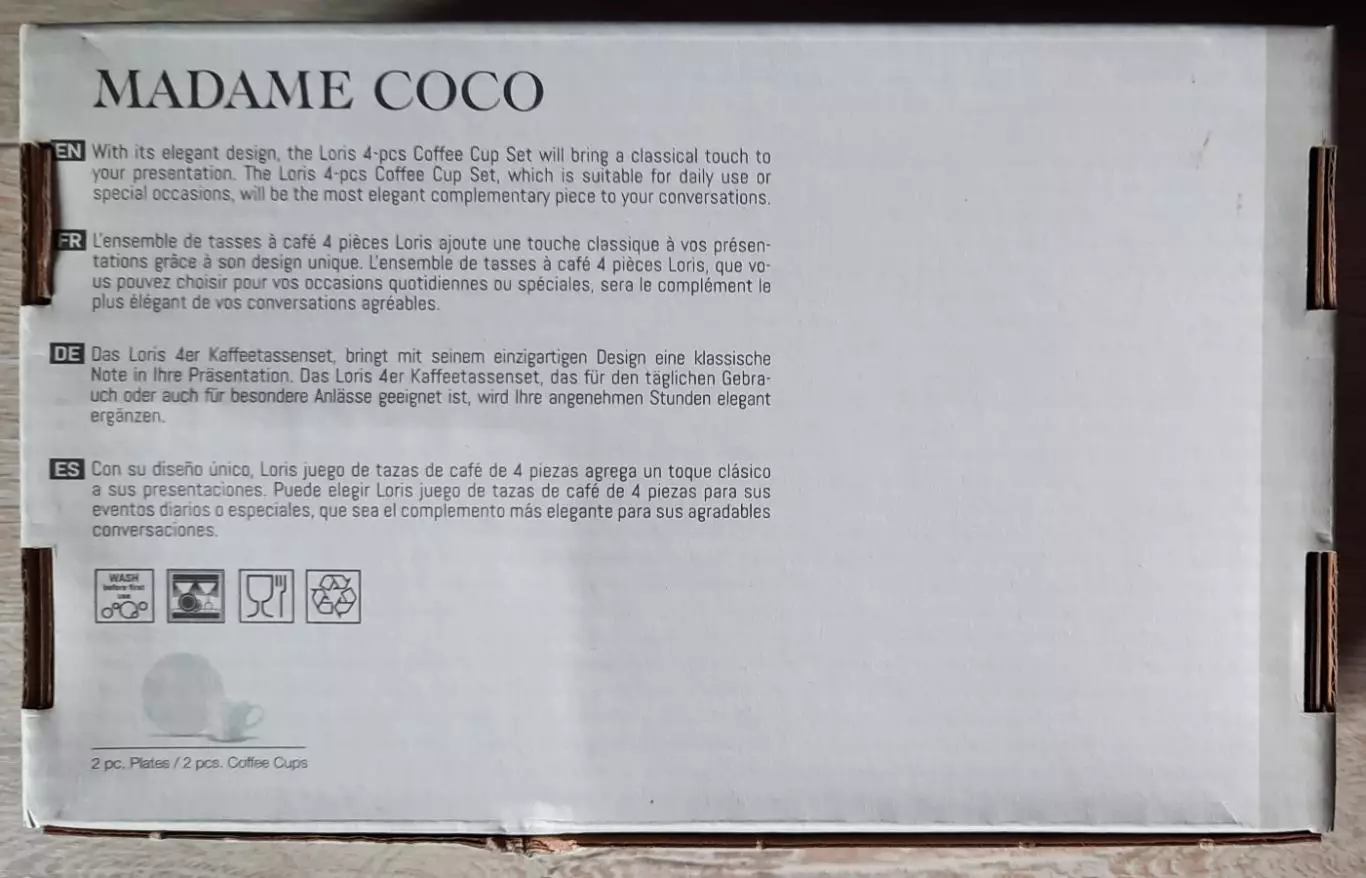 MADAME COCO
EN With its elegant design, the Loris 4-pcs Coffee Cup Set will bring a classical touch to
your presentation. The Loris 4-pcs Coffee Cup Set, which is suitable for daily use or
special occasions, will be the most elegant complementary piece to your conversations.
FR L'ensemble de tasses à café 4 pièces Loris ajoute une touche classique à vos présen-
tations grâce à son design unique. L'ensemble de tasses à café 4 pièces Loris, que vo-
us pouvez choisir pour vos occasions quotidiennes ou spéciales, sera le complément le
plus élégant de vos conversations agréables.
DE Das Loris 4er Kaffeetassenset, bringt mit seinem einzigartigen Design eine klassische
Note in Ihre Präsentation. Das Loris 4er Kaffeetassenset, das für den täglichen Gebra-
uch oder auch für besondere Anlässe geeignet ist, wird Ihre angenehmen Stunden elegant
ergänzen.
ES Con su diseño único, Loris juego de tazas de café de 4 piezas agrega un toque clásico
a sus presentaciones. Puede elegir Loris juego de tazas de café de 4 piezas para sus
eventos diarios o especiales, que sea el complemento más elegante para sus agradables
conversaciones.
WASH
before first
use
2 pc. Plates / 2 pcs. Coffee Cups